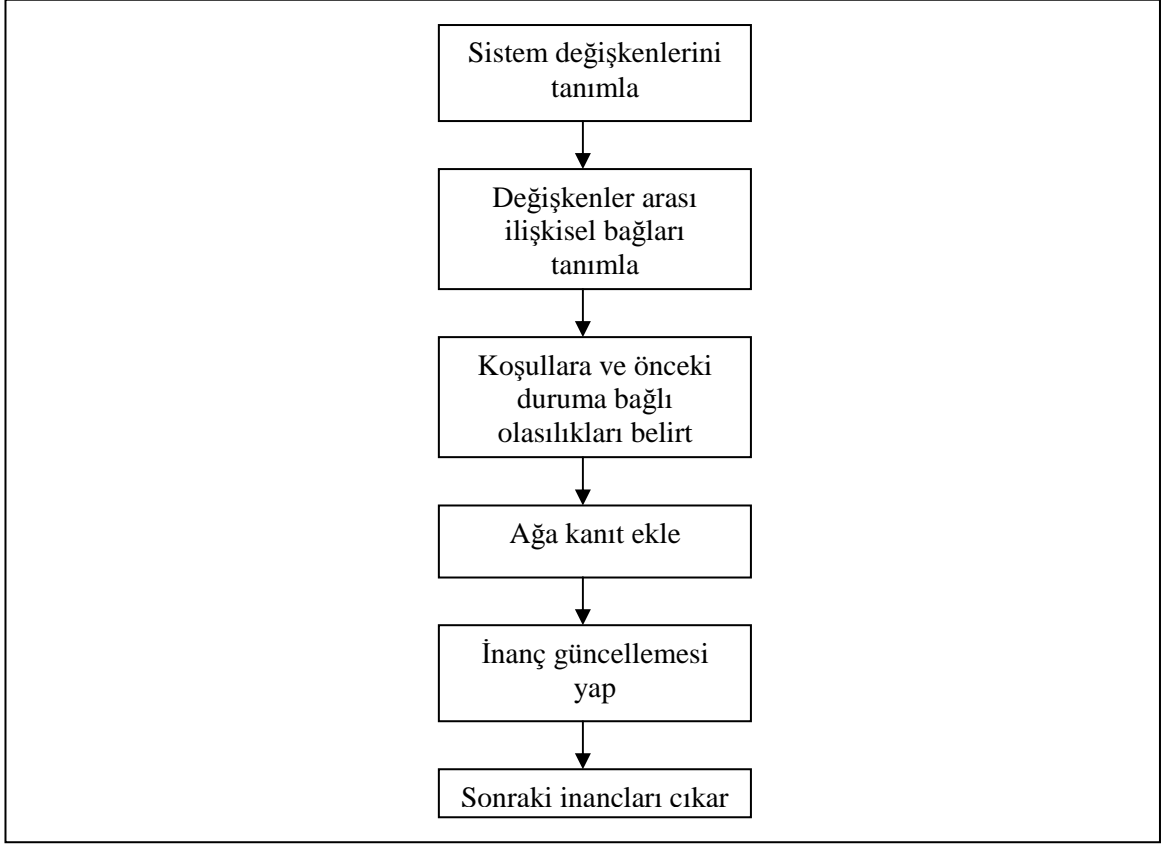 Sistem değişkenlerini
tanımla
Değişkenler arası
ilişkisel bağları
tanımla
Koşullara ve önceki
duruma bağlı
olasılıkları belirt
Ağa kanıt ekle
İnanç güncellemesi
yap
Sonraki inancları cıkar